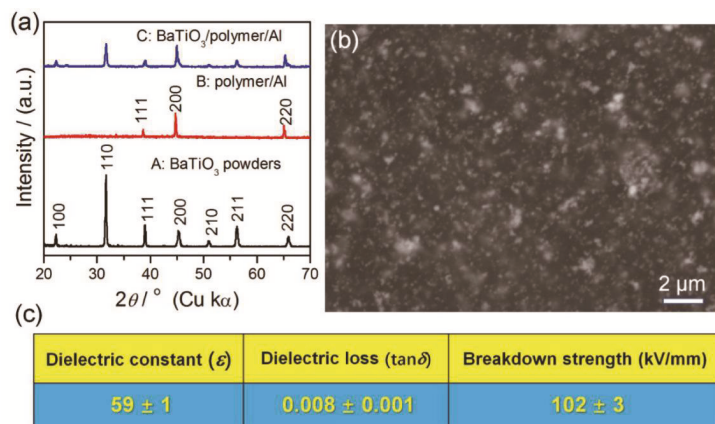 (a)
C: BaTiO₃/polymer/Al
B: polymer/Al
111
200
220
A: BaTiO₃ powders
100
110
111
200
210
211
220
Intensity / (a.u.)
20 30 40 50 60 70
2θ / ° (Cu kα)
(b)
2 μm
(c)
Dielectric constant (ε) Dielectric loss (tanδ) Breakdown strength (kV/mm)
59 ± 1 0.008 ± 0.001 102 ± 3